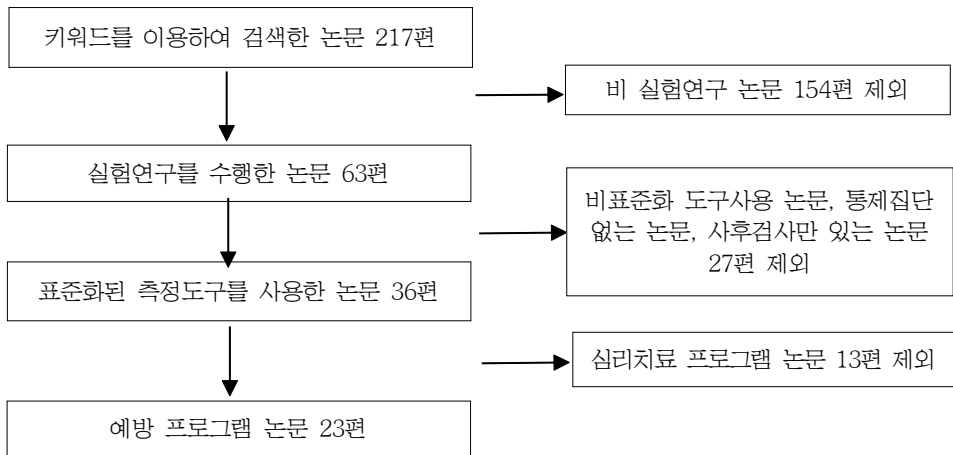 키워드를 이용하여 검색한 논문 217편
비 실험연구 논문 154편 제외
실험연구를 수행한 논문 63편
비표준화 도구사용 논문, 통제집단
없는 논문, 사후검사만 있는 논문
27편 제외
표준화된 측정도구를 사용한 논문 36편
심리치료 프로그램 논문 13편 제외
예방 프로그램 논문 23편